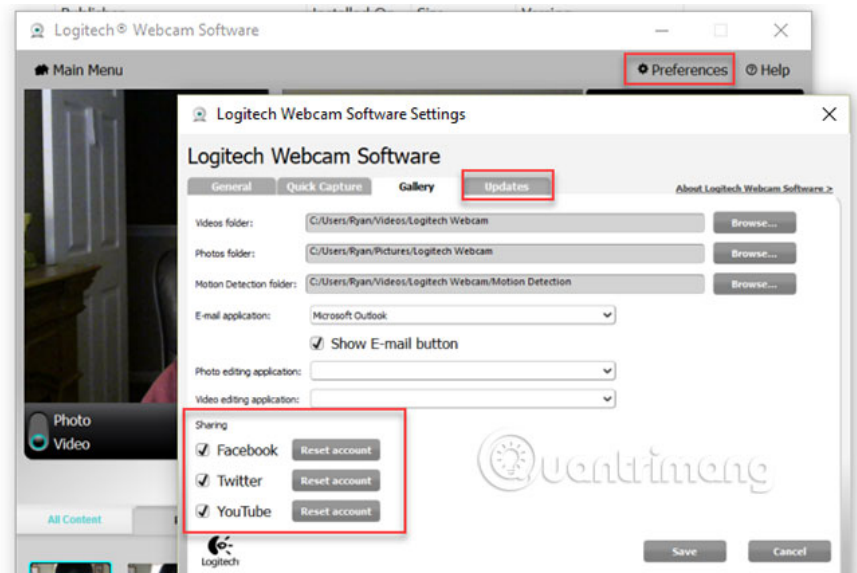 Logitech® Webcam Software
Main Menu
Preferences
Help
Logitech Webcam Software Settings
Logitech Webcam Software
General
Quick Capture
Gallery
Updates
About Logitech Webcam Software >
Videos folder:
C:/Users/Ryan/Videos/Logitech Webcam
Browse...
Photos folder:
C:/Users/Ryan/Pictures/Logitech Webcam
Browse...
Motion Detection folder:
C:/Users/Ryan/Videos/Logitech Webcam/Motion Detection
Browse...
E-mail application:
Microsoft Outlook
Show E-mail button
Photo editing application:
Video editing application:
Photo
Video
Sharing
Facebook
Reset account
Twitter
Reset account
YouTube
Reset account
Quantrimang
All Content
Logitech
Save
Cancel